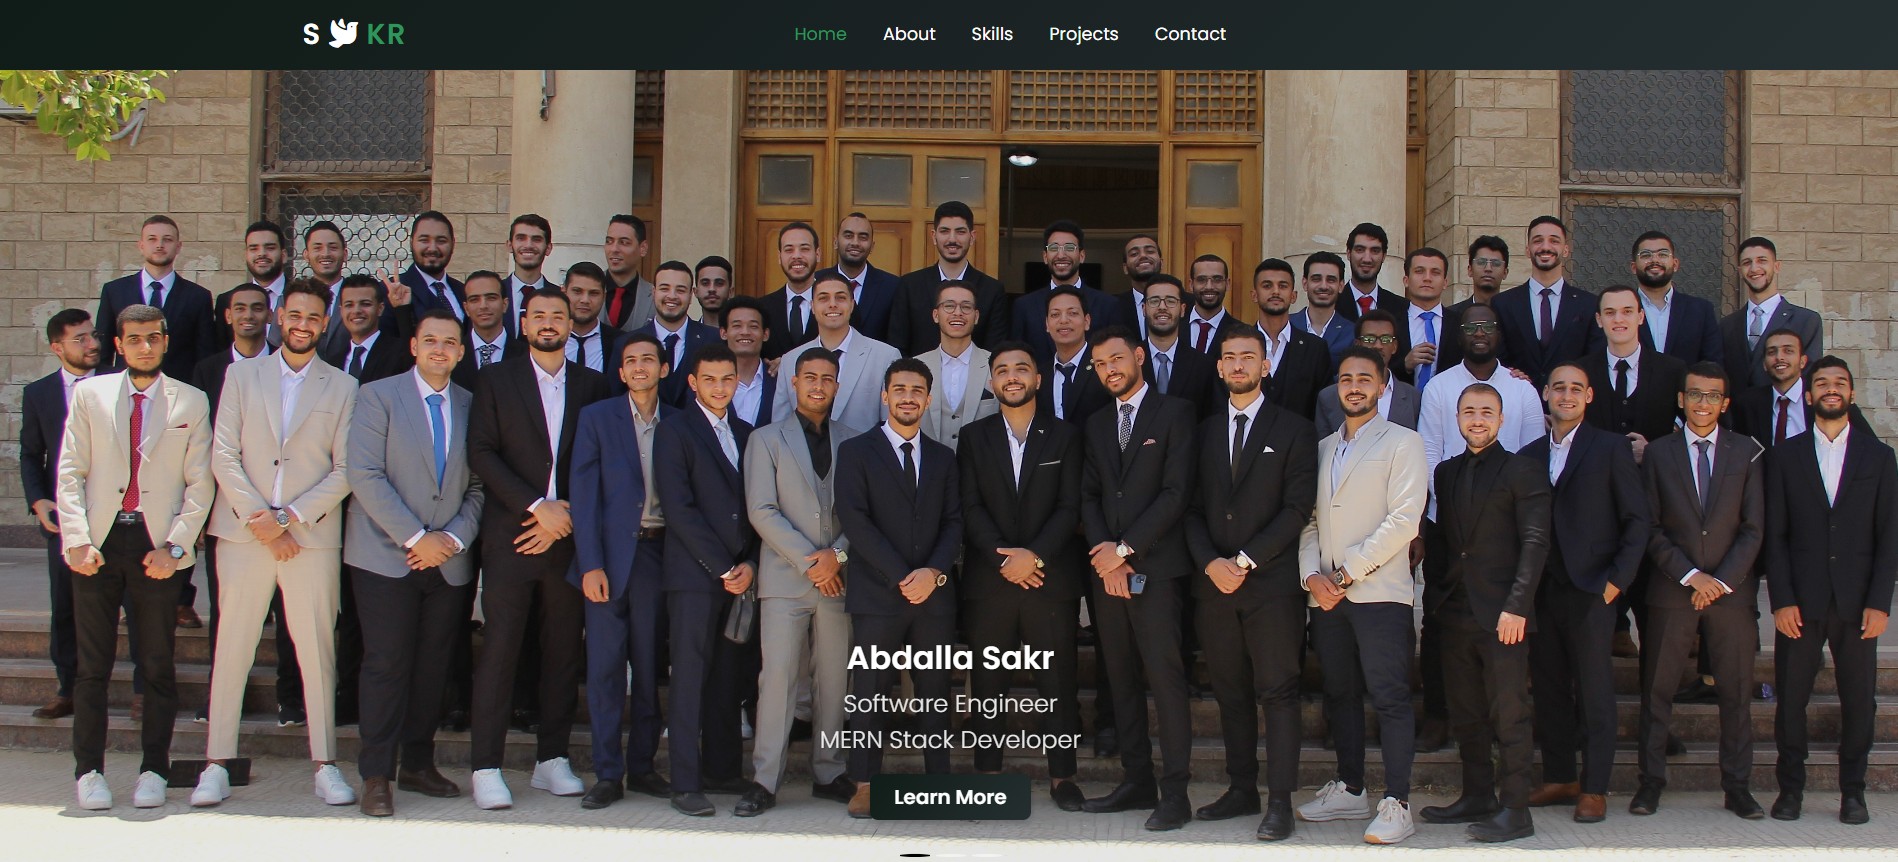 S KR
Home About Skills Projects Contact
Abdalla Sakr
Software Engineer
MERN Stack Developer
Learn More